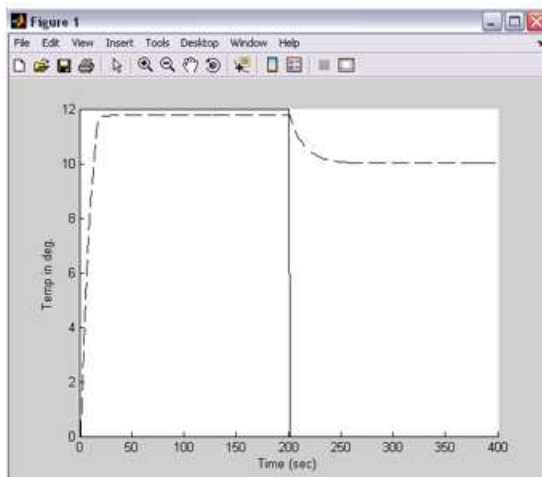 Figure 1
File Edit View Insert Tools Desktop Window Help
12
10
8
6
4
2
0
Temp in deg.
0 50 100 150 200 250 300 350 400
Time (sec)